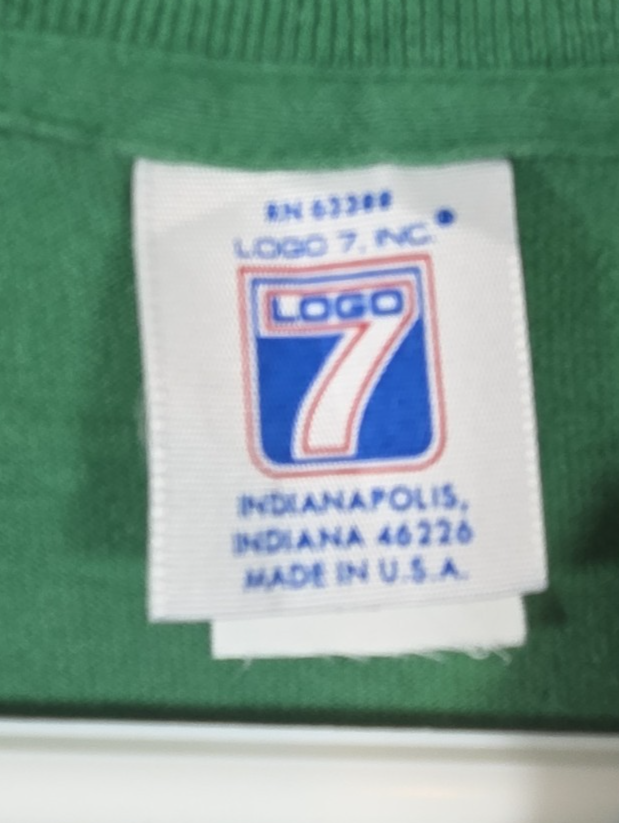 RN 63388
LOGO 7, INC.
LOGO
7
INDIANAPOLIS,
INDIANA 46226
MADE IN U.S.A.